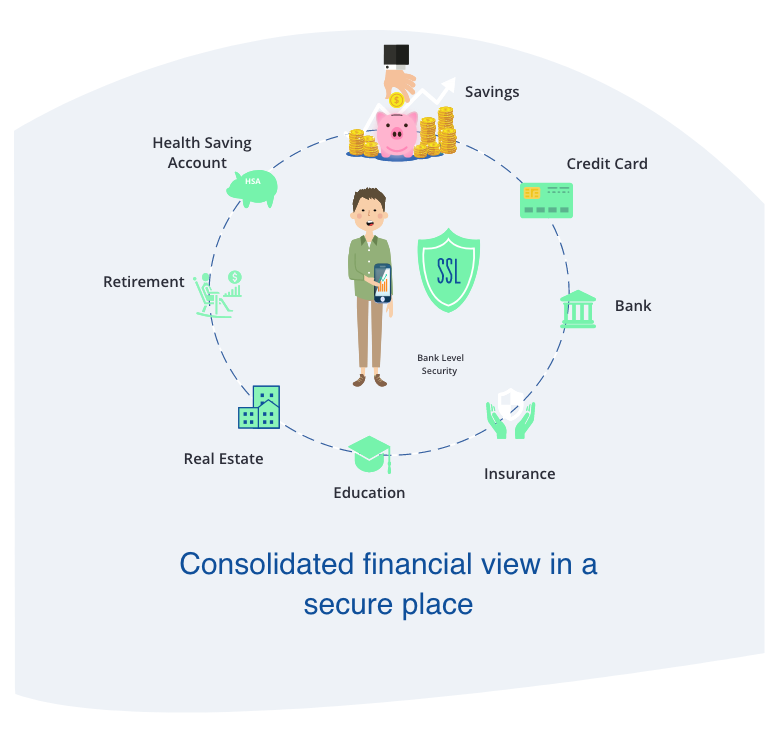 Savings
Credit Card
Health Saving
Account
HSA
$
SSL
Retirement
$
Bank
Bank Level
Security
Real Estate
Education
Insurance
Consolidated financial view in a
secure place